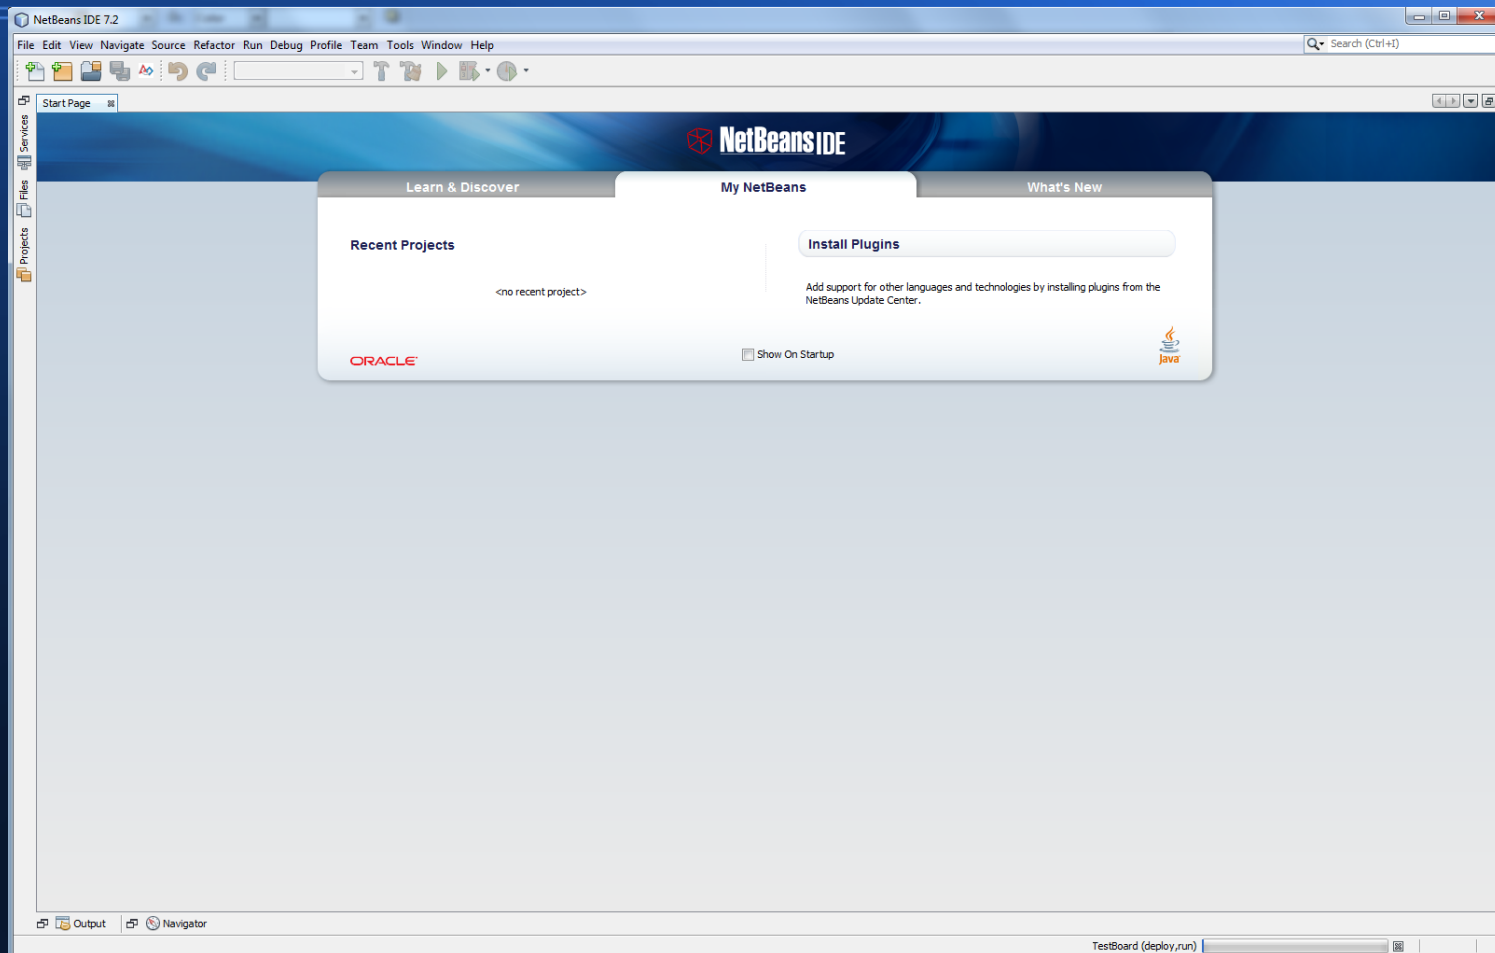 NetBeans IDE 7.2
File Edit View Navigate Source Refactor Run Debug Profile Team Tools Window Help
Search (Ctrl+I)
Start Page
Services
Files
Projects
NetBeans IDE
Learn & Discover
My NetBeans
What's New
Recent Projects
<no recent project>
Install Plugins
Add support for other languages and technologies by installing plugins from the
NetBeans Update Center.
ORACLE
Show On Startup
Java
Output
Navigator
TestBoard (deploy,run)